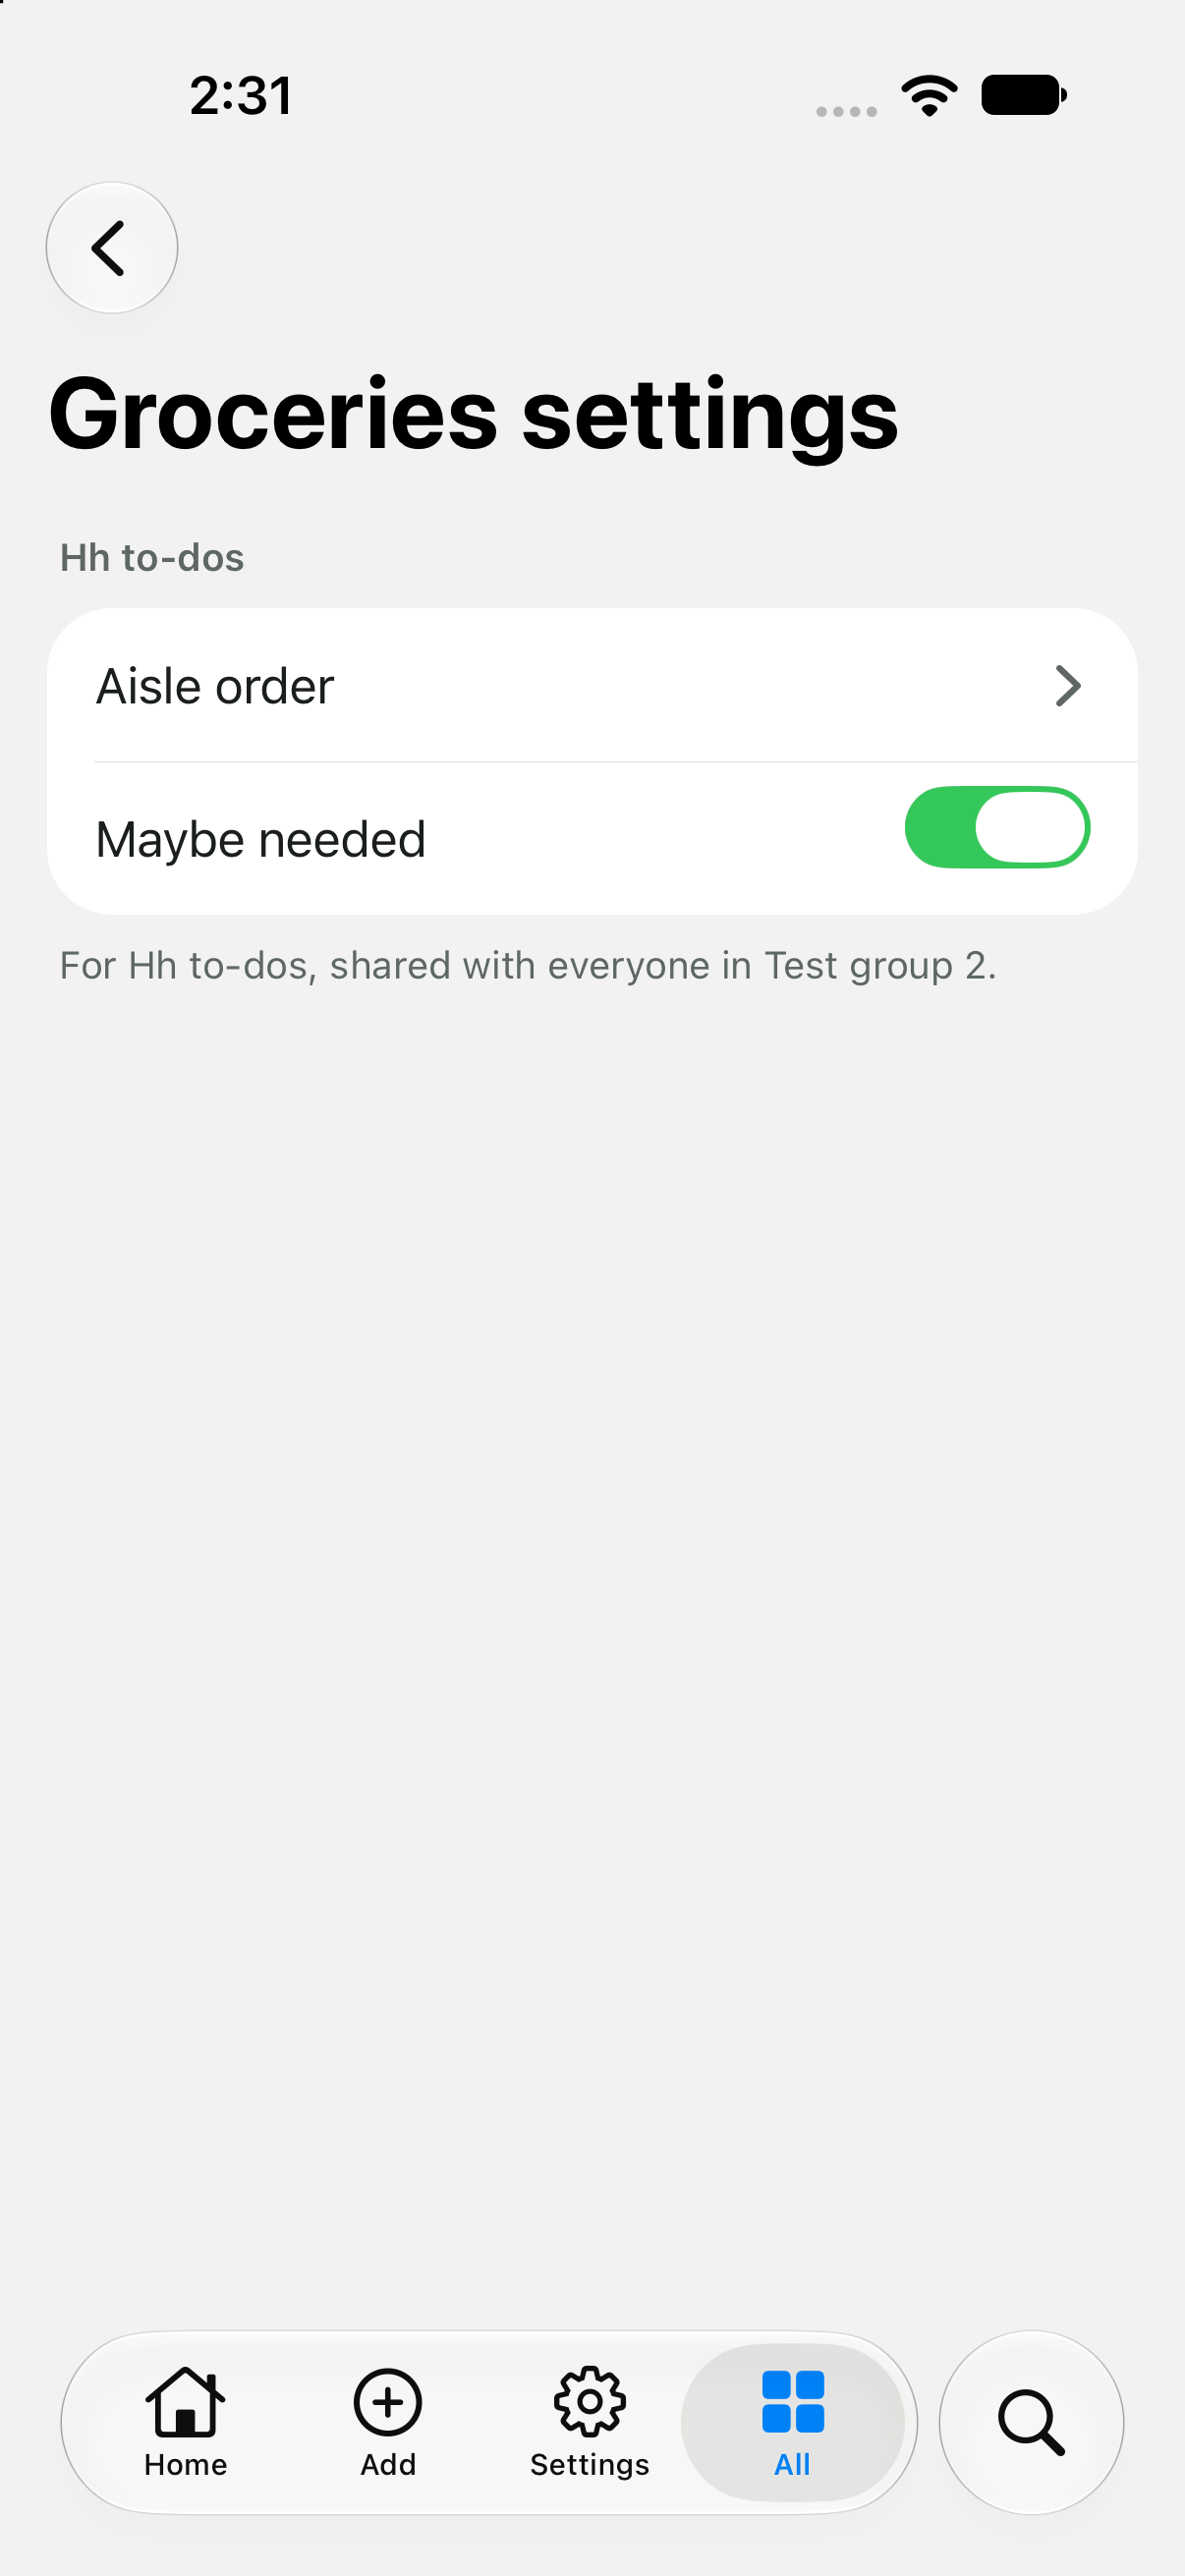 2:31
Groceries settings
Hh to-dos
Aisle order
Maybe needed
For Hh to-dos, shared with everyone in Test group 2.
Home
Add
Settings
All